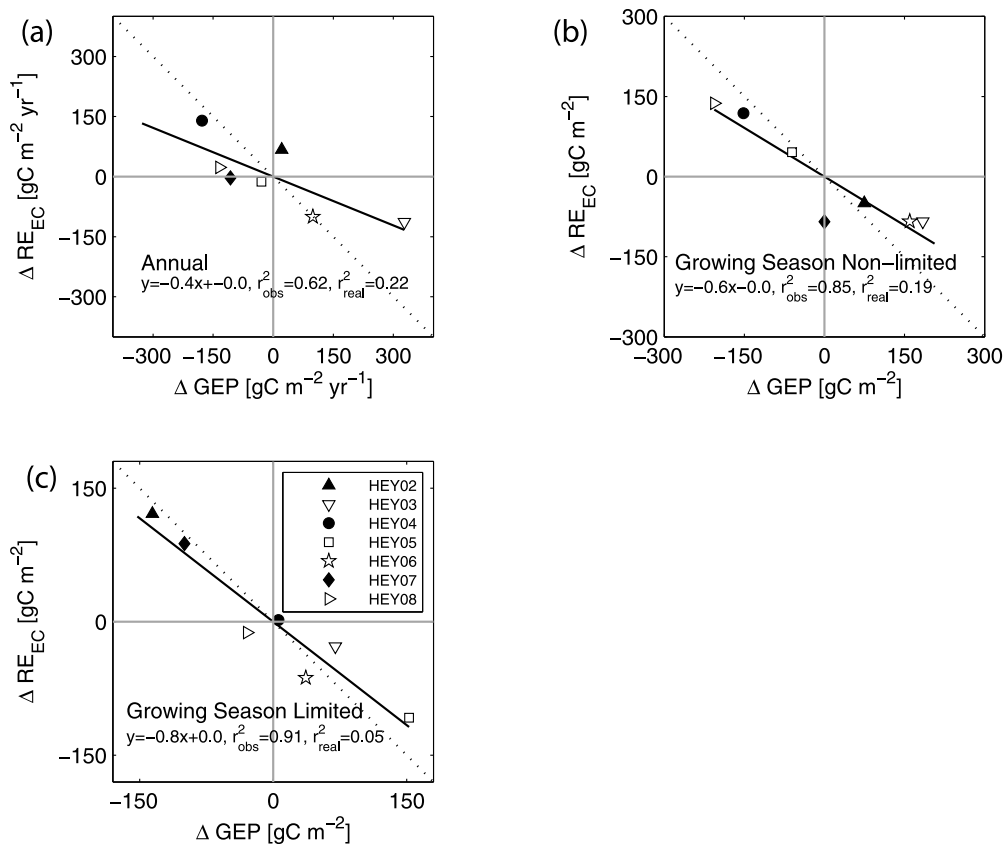 (a)
300
150
0
−150
−300
Δ RE_EC [gC m⁻² yr⁻¹]
Annual
y=−0.4x+−0.0, r²_obs=0.62, r²_real=0.22
−300 −150 0 150 300
Δ GEP [gC m⁻² yr⁻¹]
(b)
300
150
0
−150
−300
Δ RE_EC [gC m⁻²]
Growing Season Non−limited
y=−0.6x−0.0, r²_obs=0.85, r²_real=0.19
−300 −150 0 150 300
Δ GEP [gC m⁻²]
(c)
150
0
−150
Δ RE_EC [gC m⁻²]
HEY02
HEY03
HEY04
HEY05
HEY06
HEY07
HEY08
Growing Season Limited
y=−0.8x+0.0, r²_obs=0.91, r²_real=0.05
−150 0 150
Δ GEP [gC m⁻²]